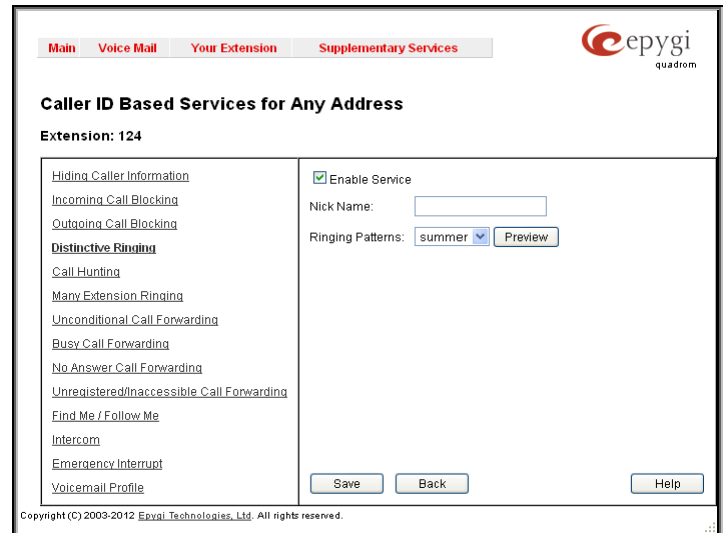 Main Voice Mail Your Extension Supplementary Services
epygi
quadrom
Caller ID Based Services for Any Address
Extension: 124
Hiding Caller Information
Incoming Call Blocking
Outgoing Call Blocking
Distinctive Ringing
Call Hunting
Many Extension Ringing
Unconditional Call Forwarding
Busy Call Forwarding
No Answer Call Forwarding
Unregistered/Inaccessible Call Forwarding
Find Me / Follow Me
Intercom
Emergency Interrupt
Voicemail Profile
Enable Service
Nick Name:
Ringing Patterns: summer Preview
Save Back Help
Copyright (C) 2003-2012 Epygi Technologies, Ltd. All rights reserved.